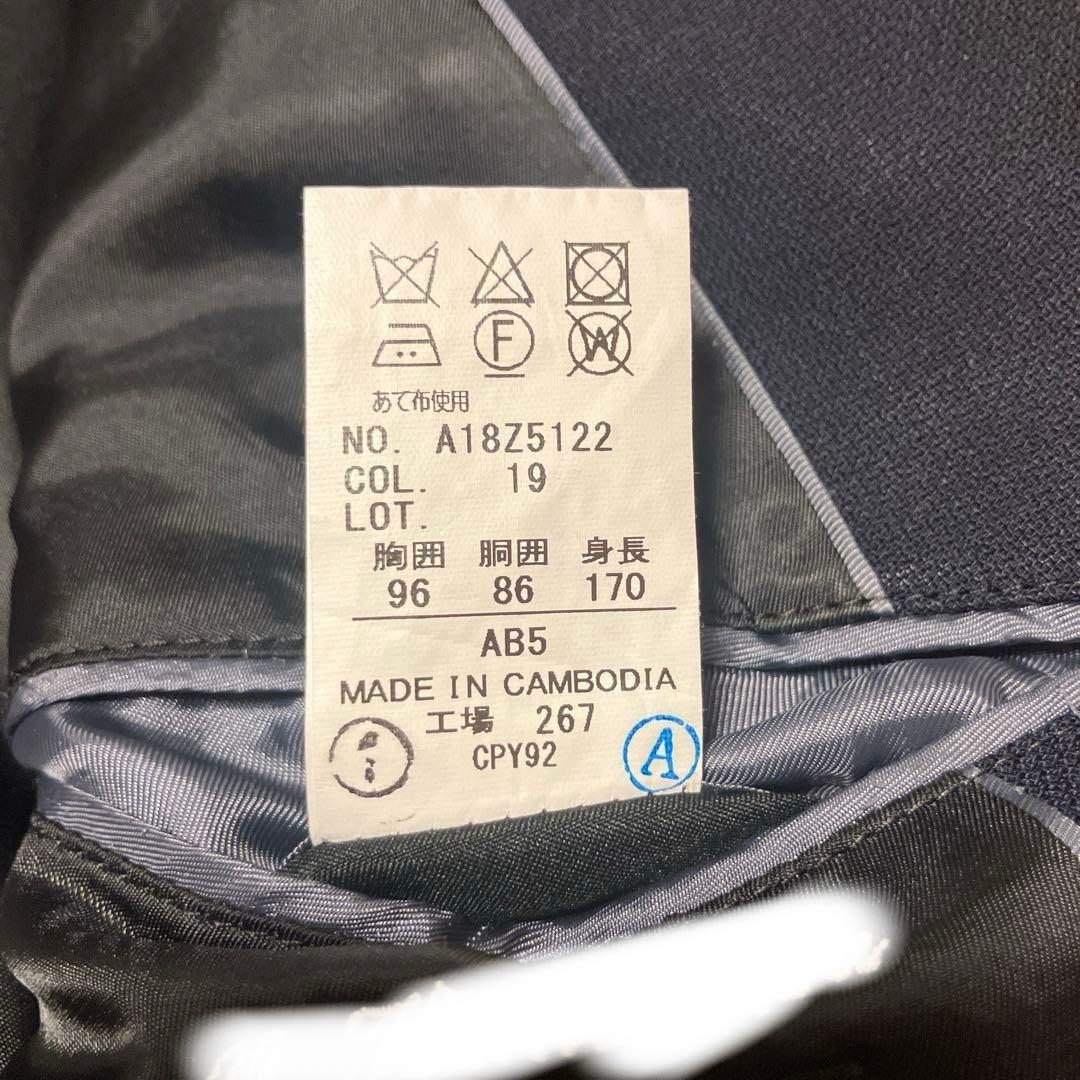 F W
あて布使用
NO. A18Z5122
COL. 19
LOT.
胸囲 胴囲 身長
96 86 170
AB5
MADE IN CAMBODIA
工場 267
CPY92
A